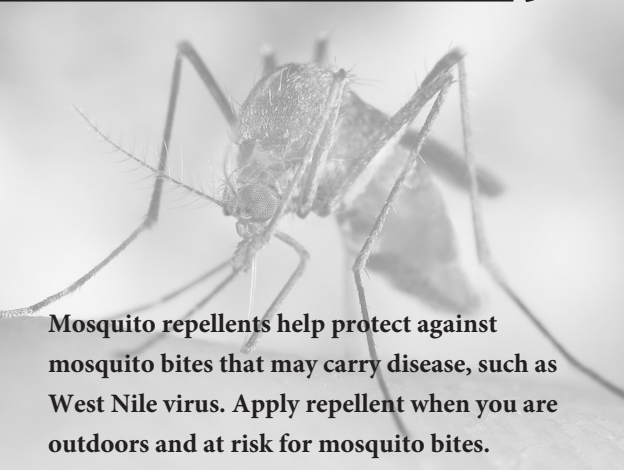 Mosquito repellents help protect against
mosquito bites that may carry disease, such as
West Nile virus. Apply repellent when you are
outdoors and at risk for mosquito bites.